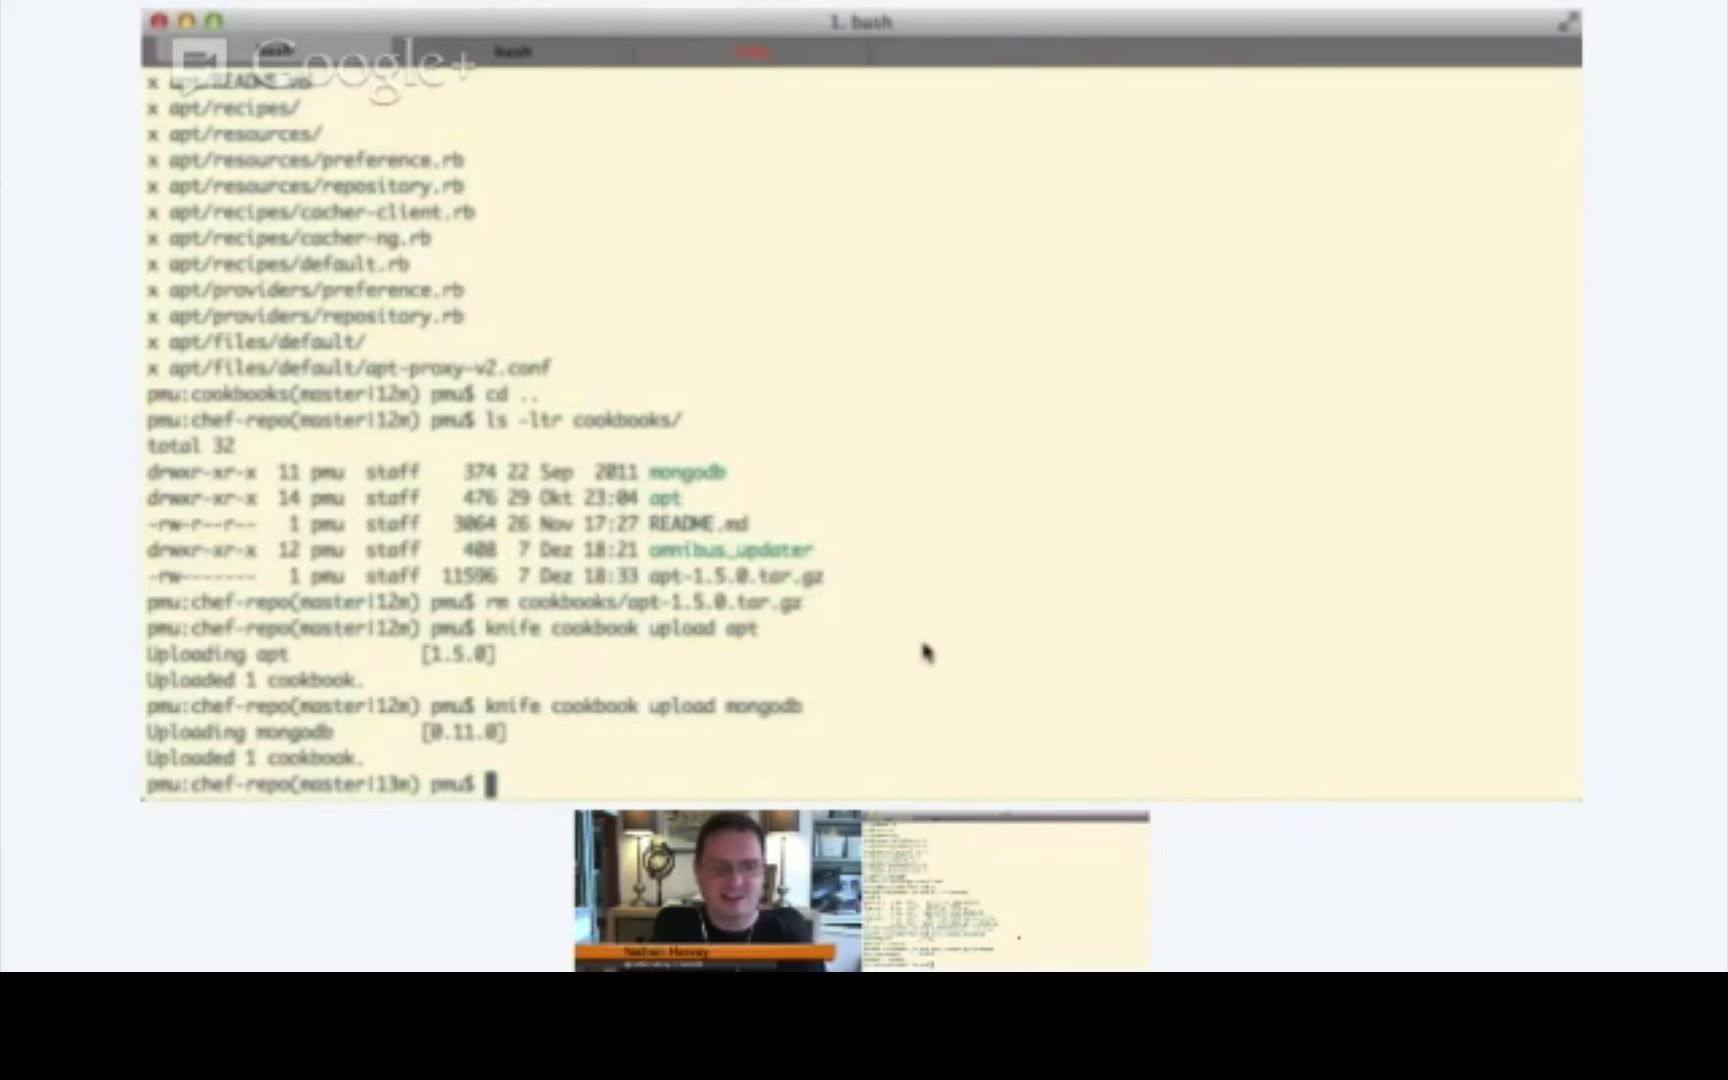 1. bash
bash
bash
Google+
x apt/README.md
x apt/recipes/
x apt/resources/
x apt/resources/preference.rb
x apt/resources/repository.rb
x apt/recipes/cacher-client.rb
x apt/recipes/cacher-ng.rb
x apt/recipes/default.rb
x apt/providers/preference.rb
x apt/providers/repository.rb
x apt/files/default/
x apt/files/default/apt-proxy-v2.conf
pmu:cookbooks(master|12m) pmu$ cd ..
pmu:chef-repo(master|12m) pmu$ ls -ltr cookbooks/
total 32
drwxr-xr-x 11 pmu staff 374 22 Sep 2011 mongodb
drwxr-xr-x 14 pmu staff 476 29 Okt 23:04 apt
-rw-r--r-- 1 pmu staff 3064 26 Nov 17:27 README.md
drwxr-xr-x 12 pmu staff 408 7 Dez 18:21 omnibus_updater
-rw------- 1 pmu staff 11596 7 Dez 18:33 apt-1.5.0.tar.gz
pmu:chef-repo(master|12m) pmu$ rm cookbooks/apt-1.5.0.tar.gz
pmu:chef-repo(master|12m) pmu$ knife cookbook upload apt
Uploading apt [1.5.0]
Uploaded 1 cookbook.
pmu:chef-repo(master|12m) pmu$ knife cookbook upload mongodb
Uploading mongodb [0.11.0]
Uploaded 1 cookbook.
pmu:chef-repo(master|13m) pmu$
Nathen Harvey